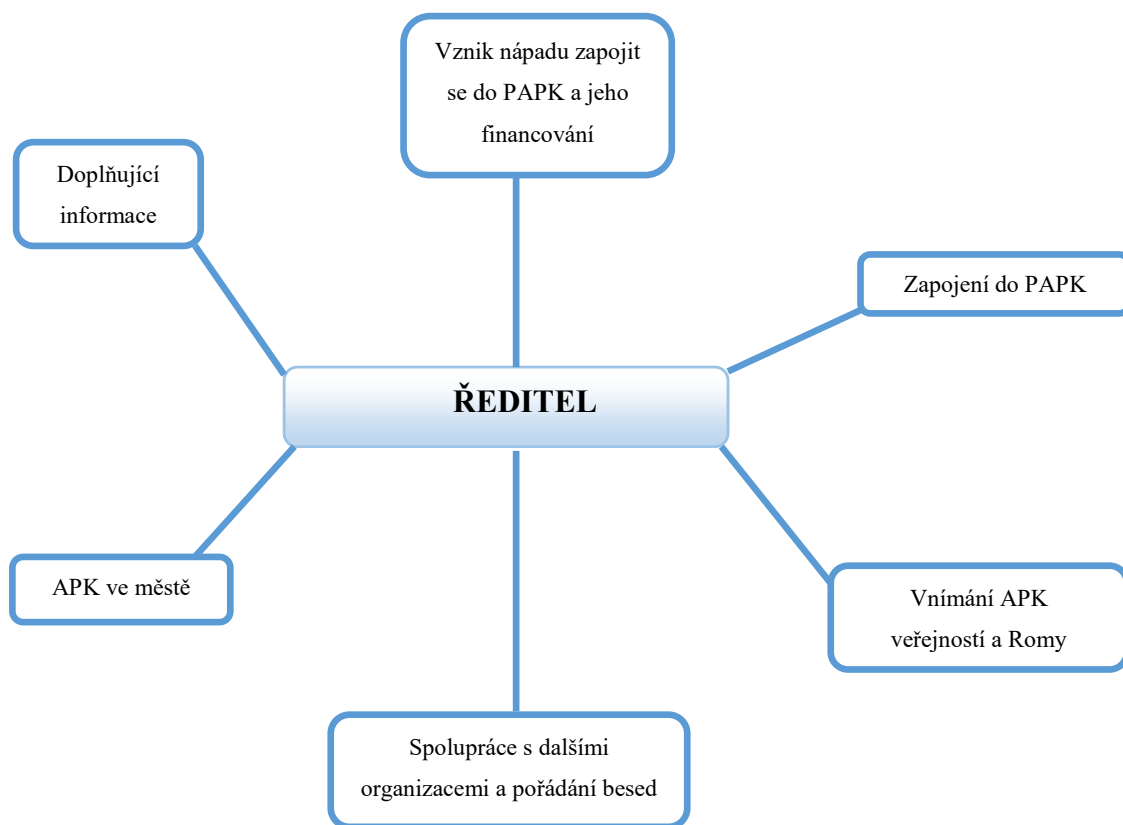 Vznik nápadu zapojit
se do PAPK a jeho
financování
Doplňující
informace
Zapojení do PAPK
ŘEDITEL
APK ve městě
Vnímání APK
veřejností a Romy
Spolupráce s dalšími
organizacemi a pořádání besed